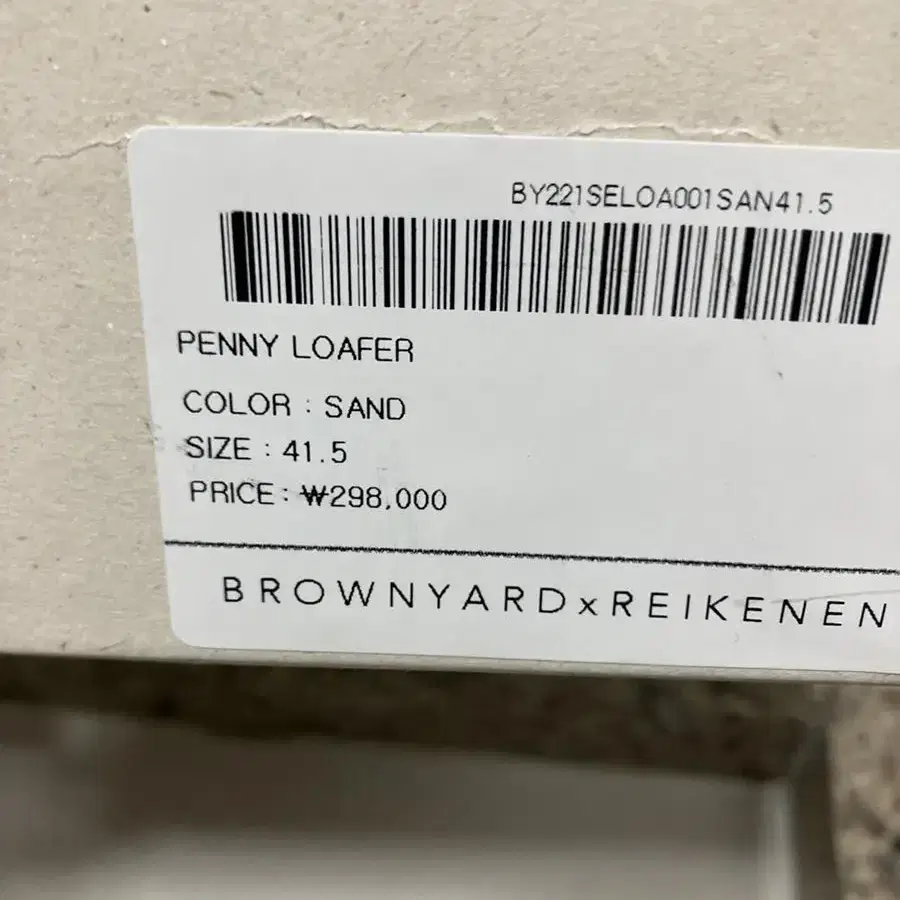 BY221SELOA001SAN41.5
PENNY LOAFER
COLOR : SAND
SIZE : 41.5
PRICE : ₩298,000
BROWNYARDxREIKENEN